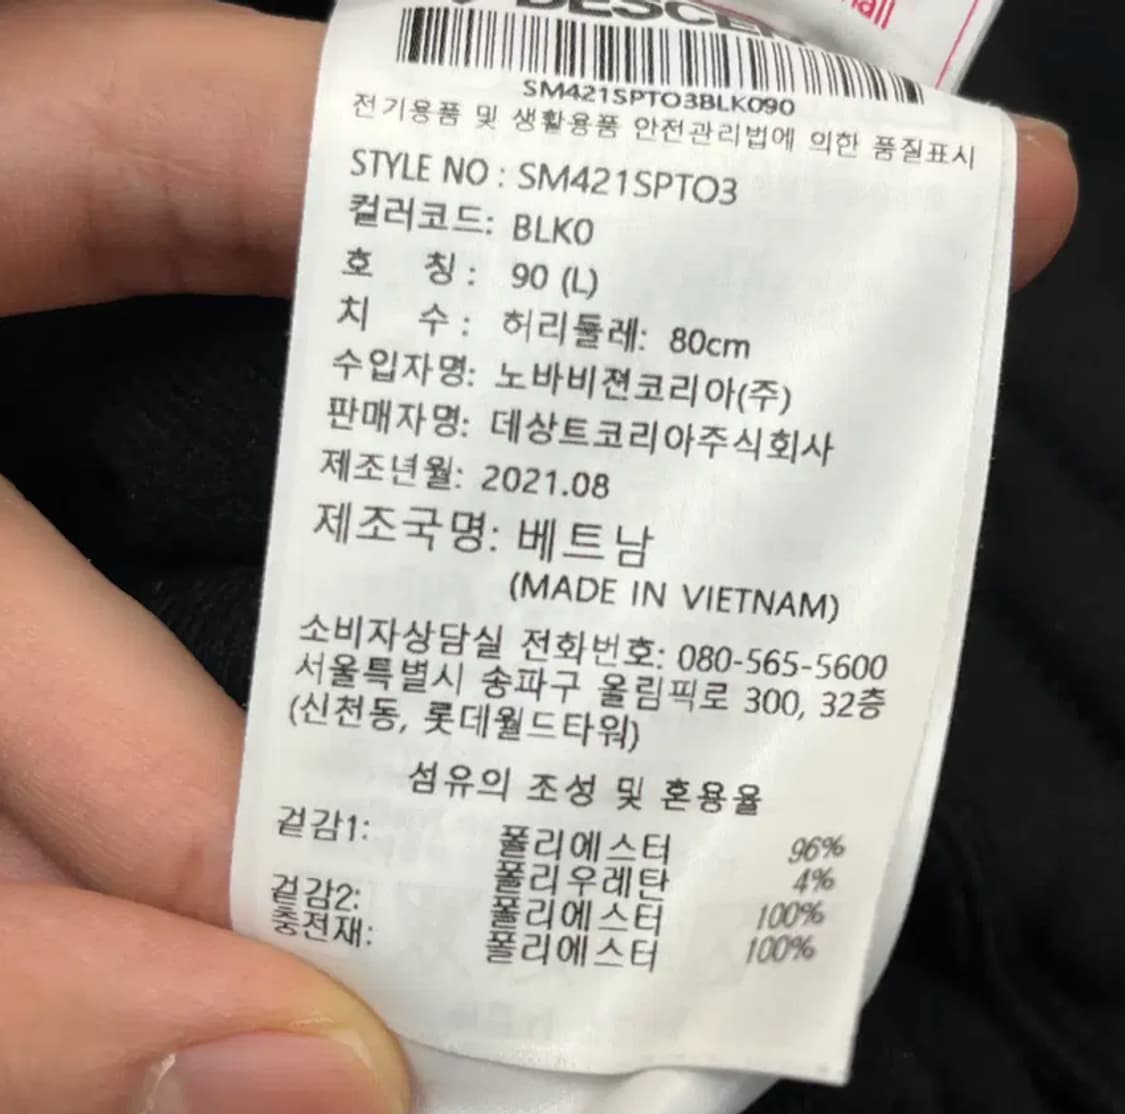 SM421SPTO3BLK090
전기용품 및 생활용품 안전관리법에 의한 품질표시
STYLE NO : SM421SPTO3
컬러코드: BLK0
호 칭 : 90 (L)
치 수 : 허리둘레: 80cm
수입자명: 노바비젼코리아(주)
판매자명: 데상트코리아주식회사
제조년월: 2021.08
제조국명: 베트남
(MADE IN VIETNAM)
소비자상담실 전화번호: 080-565-5600
서울특별시 송파구 올림픽로 300, 32층
(신천동, 롯데월드타워)
섬유의 조성 및 혼용율
겉감1: 폴리에스터 96%
폴리우레탄 4%
겉감2: 폴리에스터 100%
충전재: 폴리에스터 100%